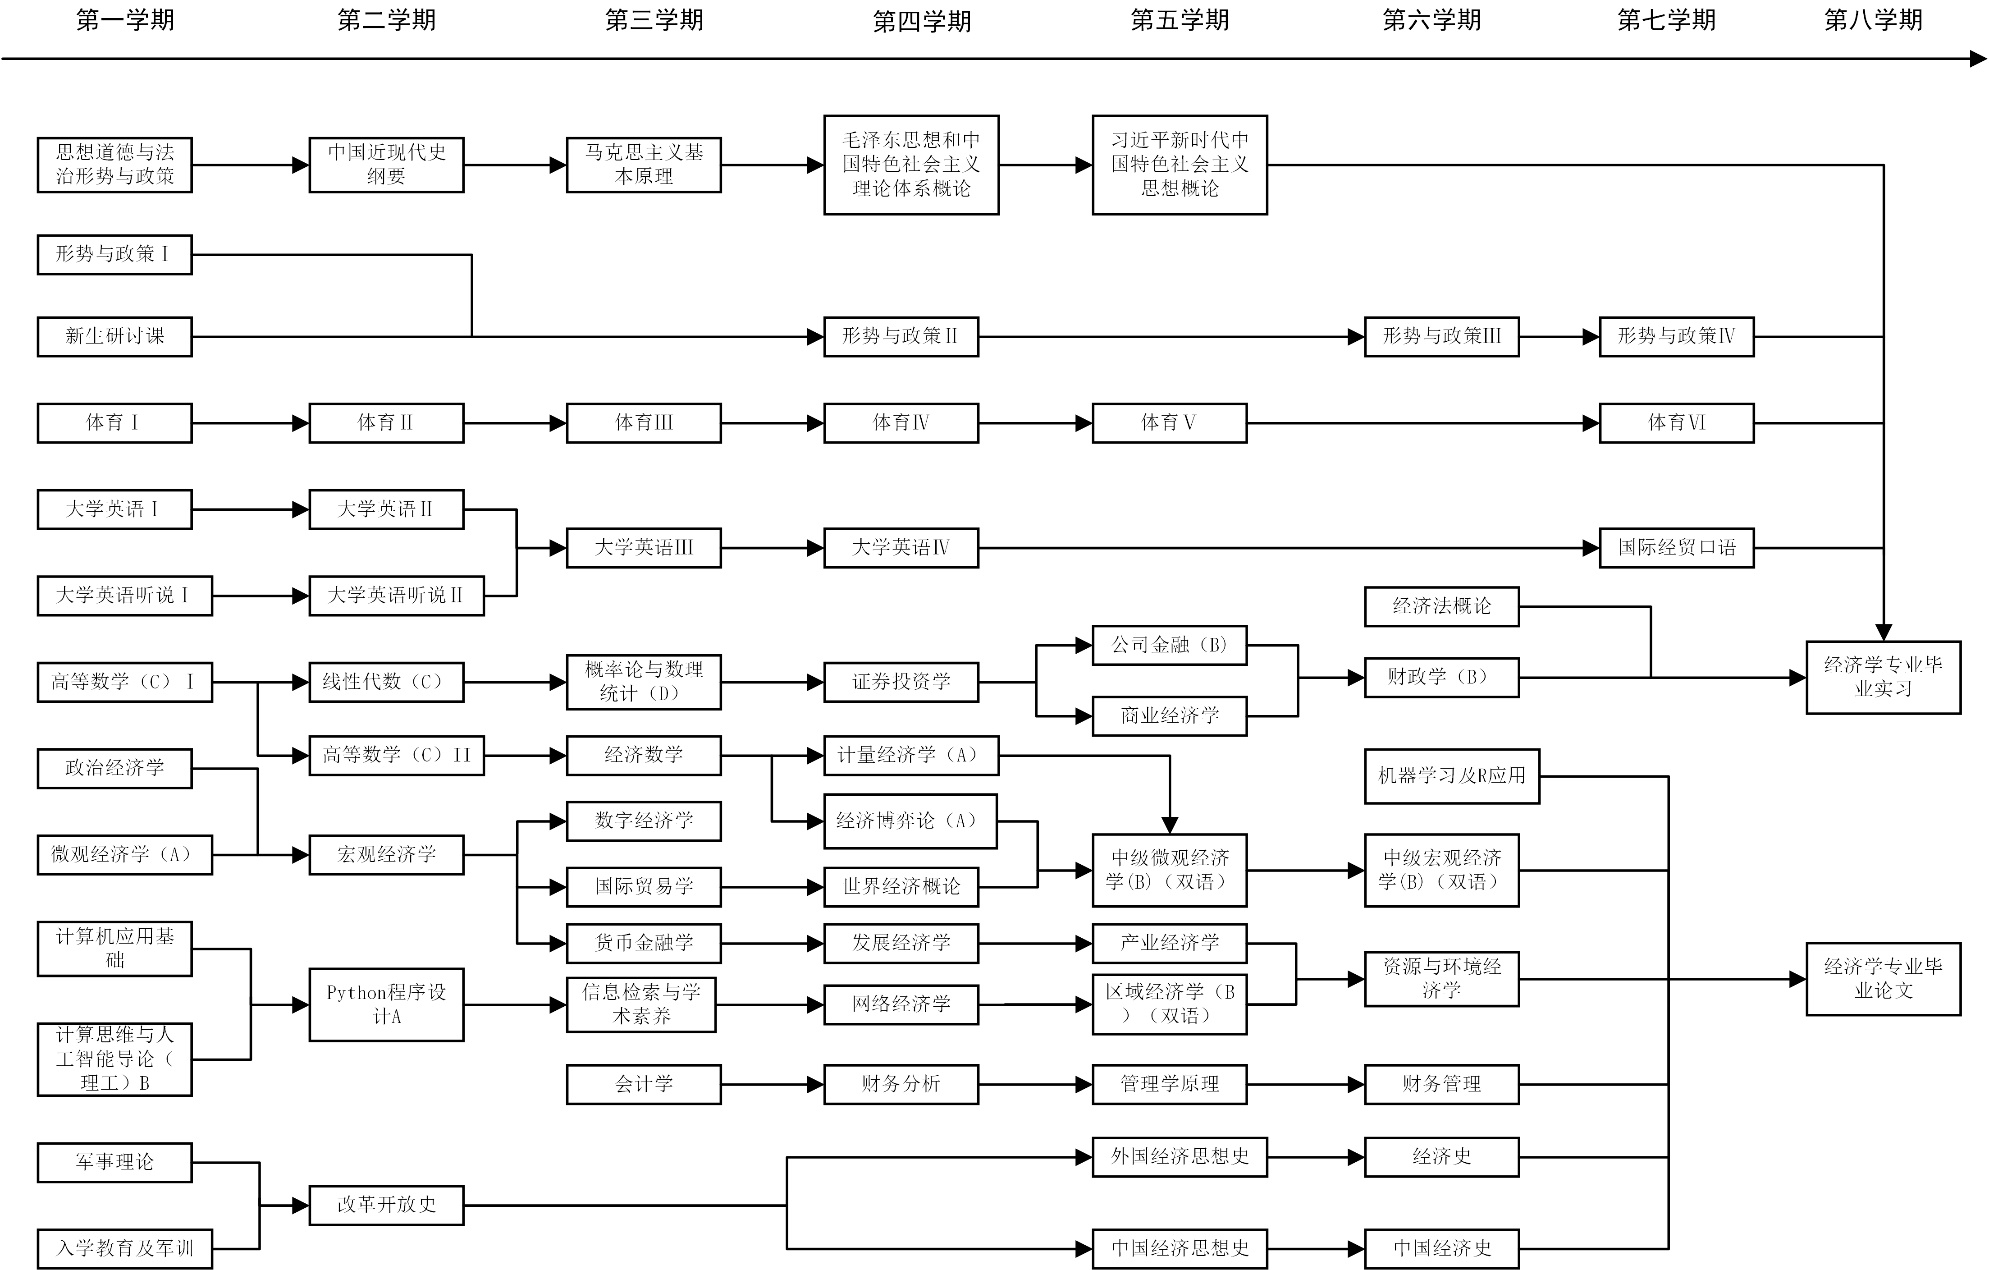 第一学期
第二学期
第三学期
第四学期
第五学期
第六学期
第七学期
第八学期
思想道德与法
治形势与政策
中国近现代史
纲要
马克思主义基
本原理
毛泽东思想和中
国特色社会主义
理论体系概论
习近平新时代中
国特色社会主义
思想概论
形势与政策Ⅰ
新生研讨课
形势与政策Ⅱ
形势与政策Ⅲ
形势与政策Ⅳ
体育Ⅰ
体育Ⅱ
体育Ⅲ
体育Ⅳ
体育Ⅴ
体育Ⅵ
大学英语Ⅰ
大学英语Ⅱ
大学英语Ⅲ
大学英语Ⅳ
国际经贸口语
大学英语听说Ⅰ
大学英语听说Ⅱ
经济法概论
高等数学（C）Ⅰ
线性代数（C）
概率论与数理
统计（D）
证券投资学
公司金融（B）
商业经济学
财政学（B）
经济学专业毕
业实习
高等数学（C）II
经济数学
计量经济学（A）
政治经济学
机器学习及R应用
数字经济学
经济博弈论（A）
微观经济学（A）
宏观经济学
国际贸易学
世界经济概论
中级微观经济
学(B)（双语）
中级宏观经济
学(B)（双语）
计算机应用基
础
货币金融学
发展经济学
产业经济学
资源与环境经
济学
经济学专业毕
业论文
Python程序设
计A
信息检索与学
术素养
网络经济学
区域经济学（B
）（双语）
计算思维与人
工智能导论（
理工）B
会计学
财务分析
管理学原理
财务管理
军事理论
外国经济思想史
经济史
改革开放史
入学教育及军训
中国经济思想史
中国经济史